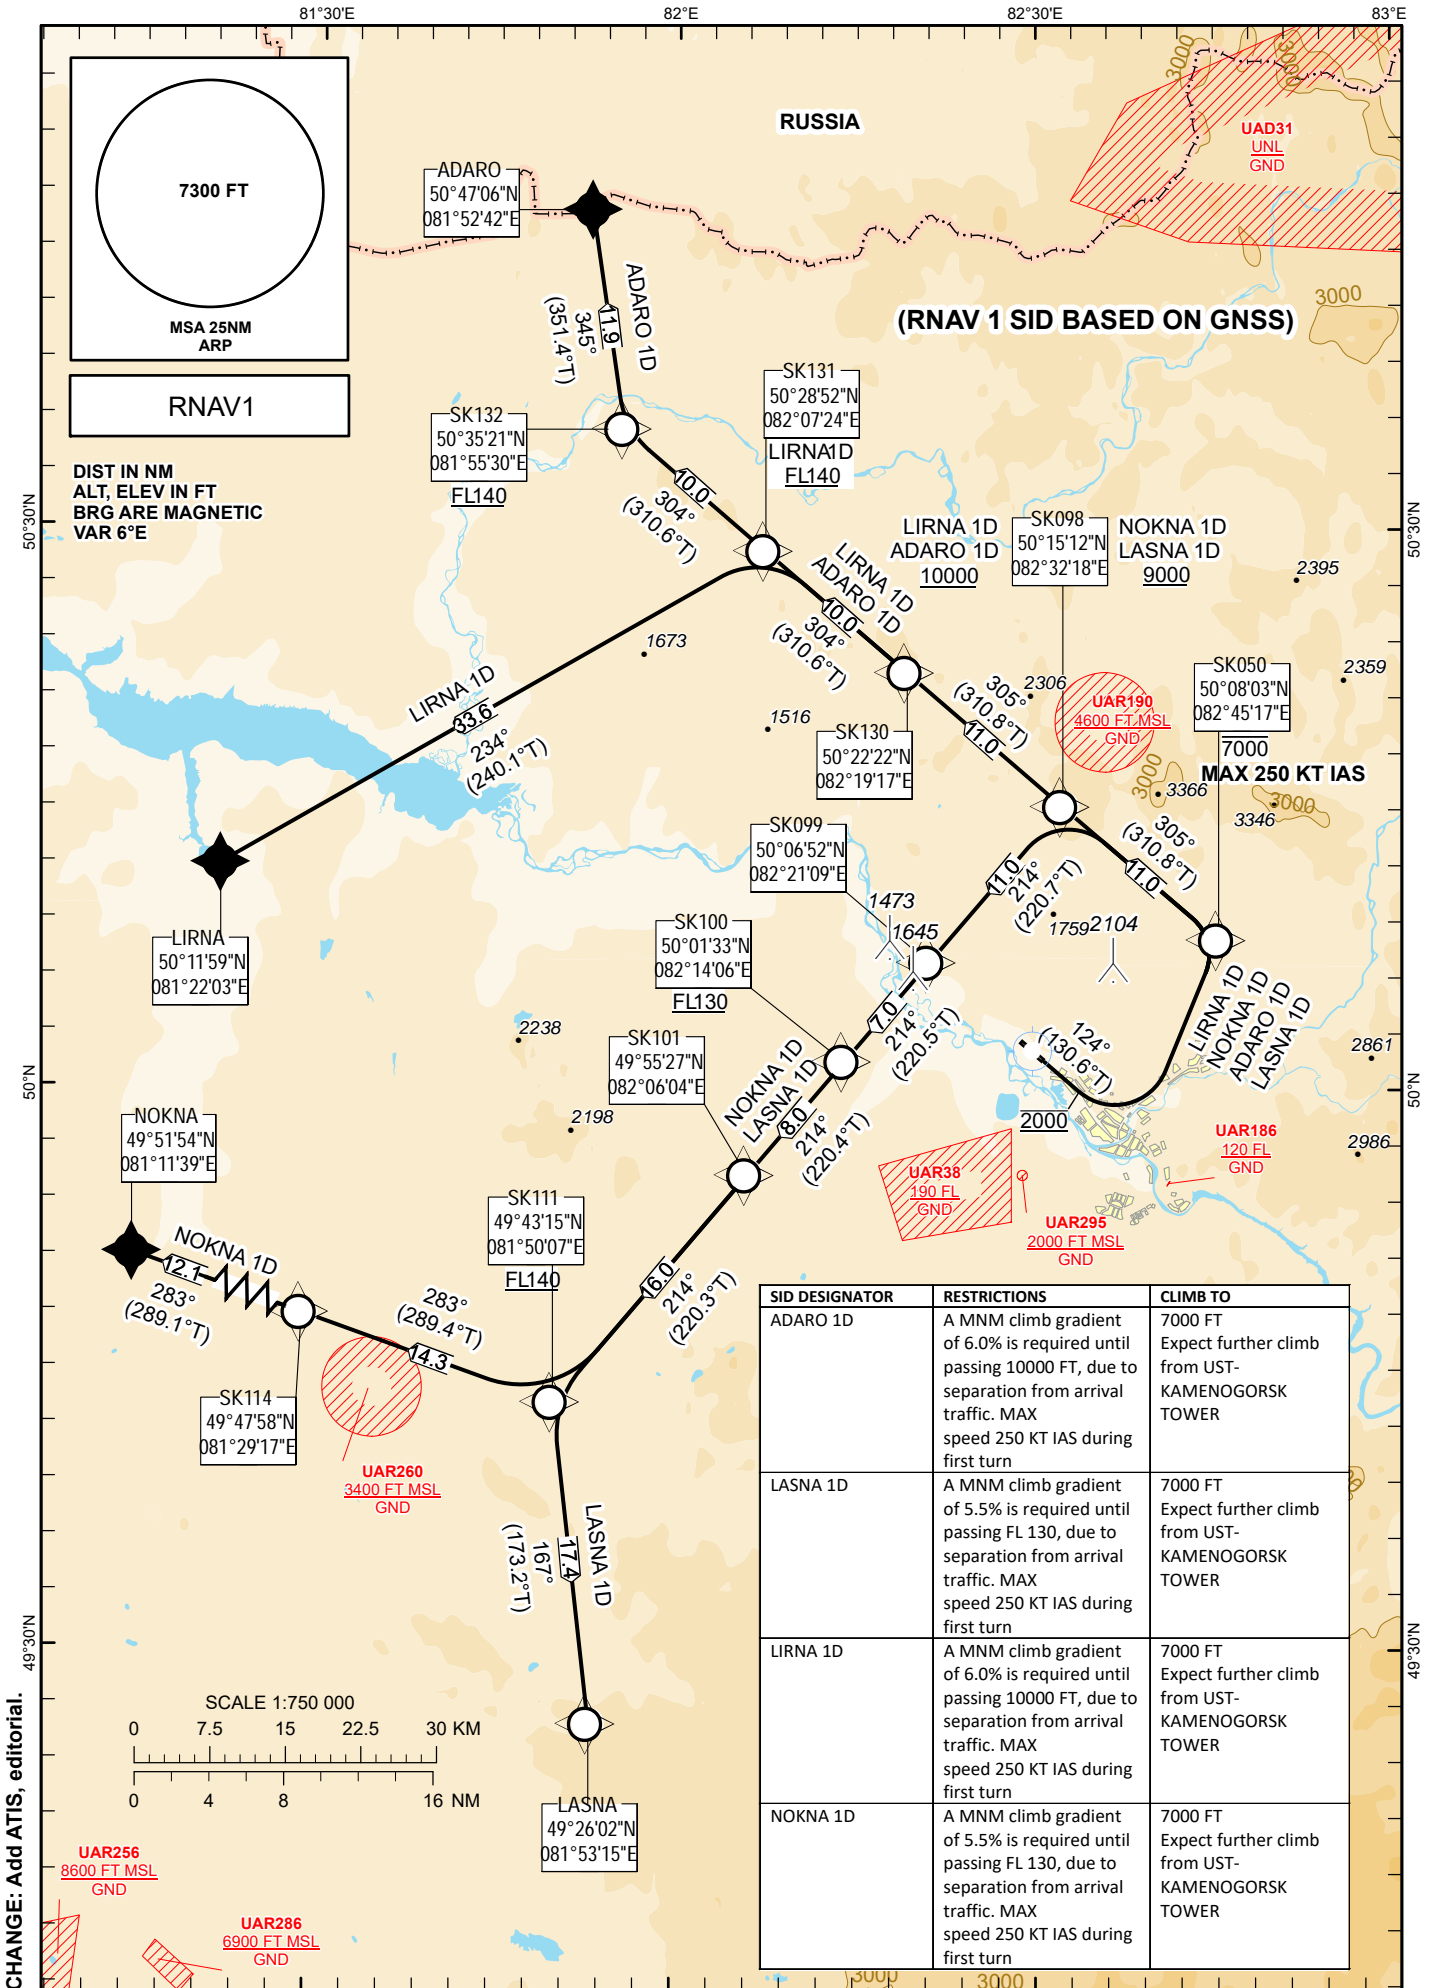 81°30'E
82°E
82°30'E
83°E
7300 FT
MSA 25NM
ARP
RNAV1
DIST IN NM
ALT, ELEV IN FT
BRG ARE MAGNETIC
VAR 6°E
RUSSIA
3000
UAD31
UNL
GND
ADARO
50°47'06"N
081°52'42"E
ADARO 1D
11.9
345°
(351.4°T)
(RNAV 1 SID BASED ON GNSS)
3000
SK131
50°28'52"N
082°07'24"E
LIRNA1D
FL140
SK132
50°35'21"N
081°55'30"E
FL140
10.0
304°
(310.6°T)
50°30'N
50°30'N
LIRNA 1D
ADARO 1D
10000
SK098
50°15'12"N
082°32'18"E
NOKNA 1D
LASNA 1D
9000
2395
LIRNA 1D
ADARO 1D
10.0
304°
(310.6°T)
1673
LIRNA 1D
33.6
234°
(240.1°T)
1516
SK130
50°22'22"N
082°19'17"E
305°
(310.8°T)
11.0
2306
UAR190
4600 FT MSL
GND
SK050
50°08'03"N
082°45'17"E
7000
MAX 250 KT IAS
2359
3000
3366
3000
3346
305°
(310.8°T)
11.0
SK099
50°06'52"N
082°21'09"E
11.0
214°
(220.7°T)
1473
1645
1759
2104
LIRNA
50°11'59"N
081°22'03"E
SK100
50°01'33"N
082°14'06"E
FL130
7.0
214°
(220.5°T)
LIRNA 1D
NOKNA 1D
ADARO 1D
LASNA 1D
124°
(130.6°T)
2000
2861
50°N
50°N
2238
SK101
49°55'27"N
082°06'04"E
NOKNA 1D
LASNA 1D
8.0
214°
(220.4°T)
2198
NOKNA
49°51'54"N
081°11'39"E
UAR186
120 FL
GND
2986
UAR38
190 FL
GND
UAR295
2000 FT MSL
GND
SK111
49°43'15"N
081°50'07"E
FL140
16.0
214°
(220.3°T)
NOKNA 1D
12.1
283°
(289.1°T)
283°
(289.4°T)
14.3
SK114
49°47'58"N
081°29'17"E
UAR260
3400 FT MSL
GND
LASNA 1D
17.4
167°
(173.2°T)
49°30'N
49°30'N
SID DESIGNATOR RESTRICTIONS CLIMB TO
ADARO 1D
A MNM climb gradient
of 6.0% is required until
passing 10000 FT, due to
separation from arrival
traffic. MAX
speed 250 KT IAS during
first turn
7000 FT
Expect further climb
from UST-
KAMENOGORSK
TOWER
LASNA 1D
A MNM climb gradient
of 5.5% is required until
passing FL 130, due to
separation from arrival
traffic. MAX
speed 250 KT IAS during
first turn
7000 FT
Expect further climb
from UST-
KAMENOGORSK
TOWER
LIRNA 1D
A MNM climb gradient
of 6.0% is required until
passing 10000 FT, due to
separation from arrival
traffic. MAX
speed 250 KT IAS during
first turn
7000 FT
Expect further climb
from UST-
KAMENOGORSK
TOWER
NOKNA 1D
A MNM climb gradient
of 5.5% is required until
passing FL 130, due to
separation from arrival
traffic. MAX
speed 250 KT IAS during
first turn
7000 FT
Expect further climb
from UST-
KAMENOGORSK
TOWER
SCALE 1:750 000
0 7.5 15 22.5 30 KM
0 4 8 16 NM
LASNA
49°26'02"N
081°53'15"E
UAR256
8600 FT MSL
GND
UAR286
6900 FT MSL
GND
3000
3000
CHANGE: Add ATIS, editorial.